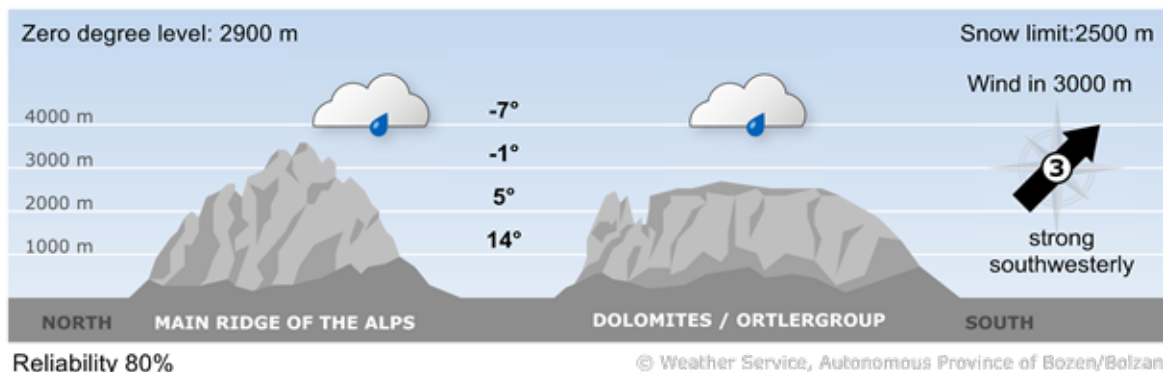 Zero degree level: 2900 m
Snow limit:2500 m
Wind in 3000 m
4000 m
3000 m
2000 m
1000 m
-7°
-1°
5°
14°
3
strong
southwesterly
NORTH
MAIN RIDGE OF THE ALPS
DOLOMITES / ORTLERGROUP
SOUTH
Reliability 80%
© Weather Service, Autonomous Province of Bozen/Bolzan